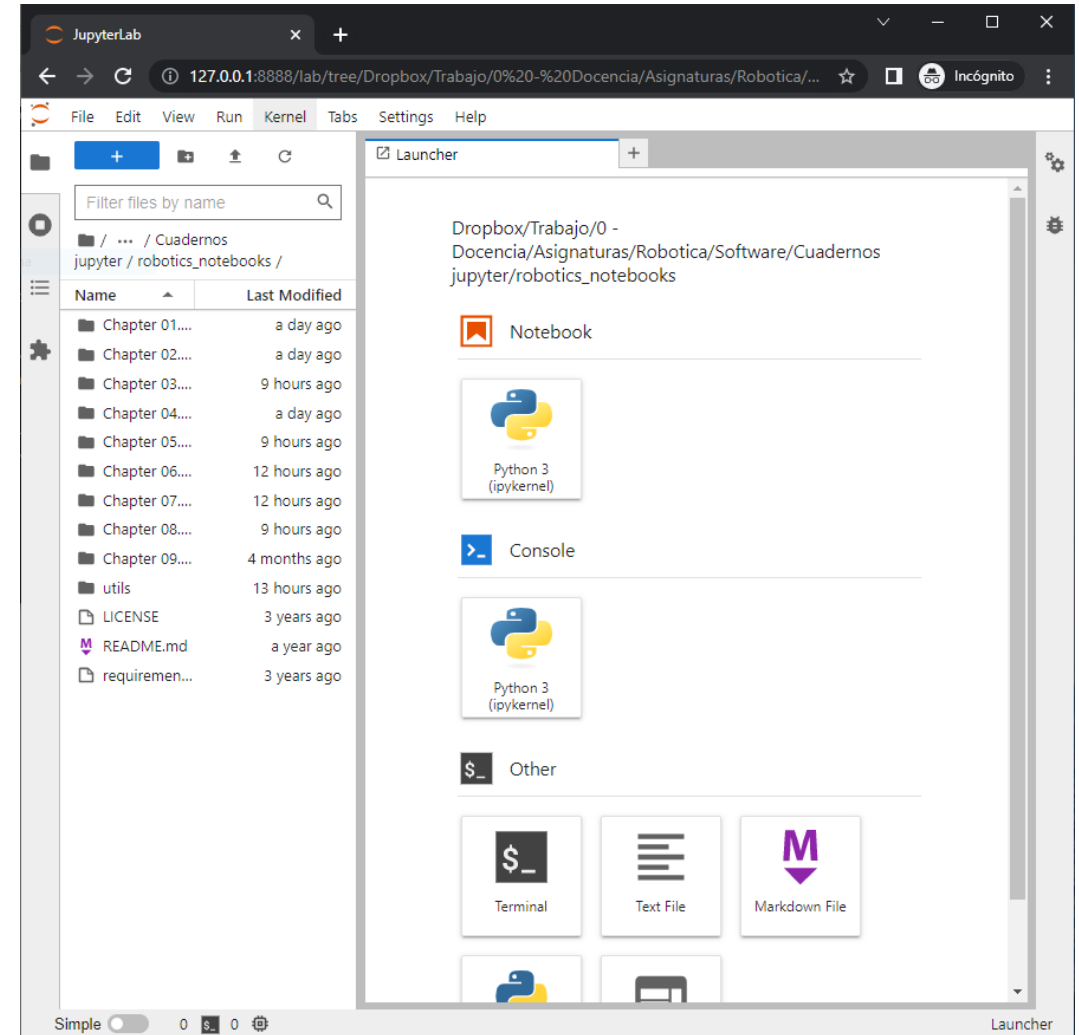 JupyterLab
127.0.0.1:8888/lab/tree/Dropbox/Trabajo/0%20-%20Docencia/Asignaturas/Robotica/... Incógnito
File Edit View Run Kernel Tabs Settings Help
Launcher
Filter files by name
/ ··· / Cuadernos
jupyter / robotics_notebooks /
Name Last Modified
Chapter 01.... a day ago
Chapter 02.... a day ago
Chapter 03.... 9 hours ago
Chapter 04.... a day ago
Chapter 05.... 9 hours ago
Chapter 06.... 12 hours ago
Chapter 07.... 12 hours ago
Chapter 08.... 9 hours ago
Chapter 09.... 4 months ago
utils 13 hours ago
LICENSE 3 years ago
README.md a year ago
requiremen... 3 years ago
Dropbox/Trabajo/0 -
Docencia/Asignaturas/Robotica/Software/Cuadernos
jupyter/robotics_notebooks
Notebook
Python 3
(ipykernel)
Console
Python 3
(ipykernel)
$_ Other
$_ M
Terminal Text File Markdown File
Simple 0 $_ 0 Launcher